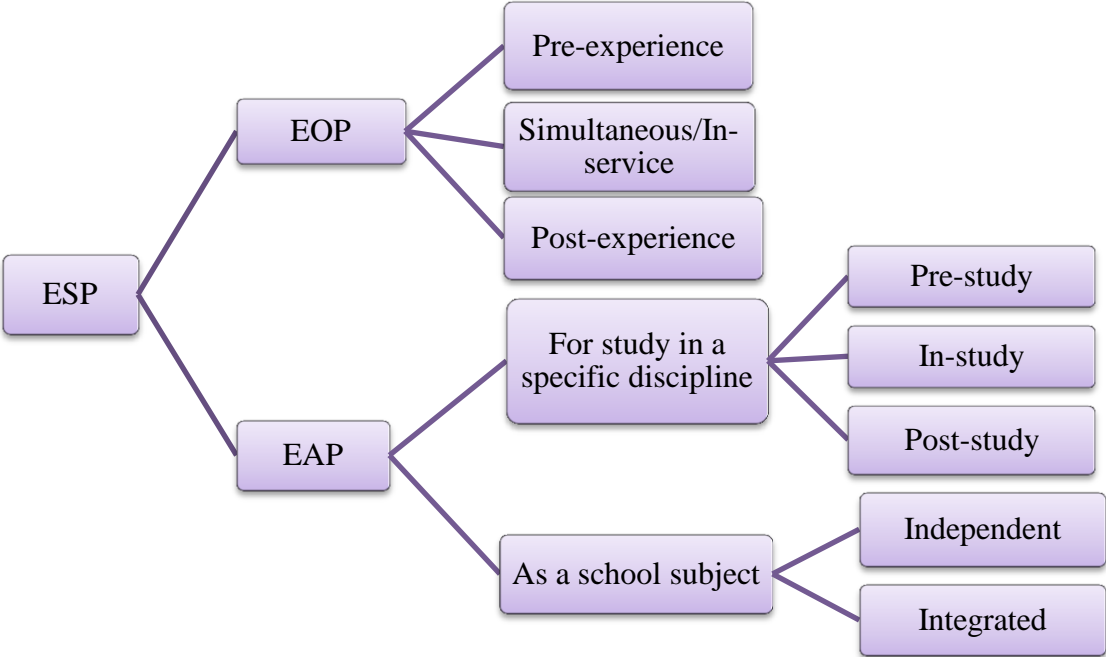 Pre-experience
EOP
Simultaneous/In-
service
Post-experience
ESP
For study in a
specific discipline
Pre-study
In-study
Post-study
EAP
As a school subject
Independent
Integrated